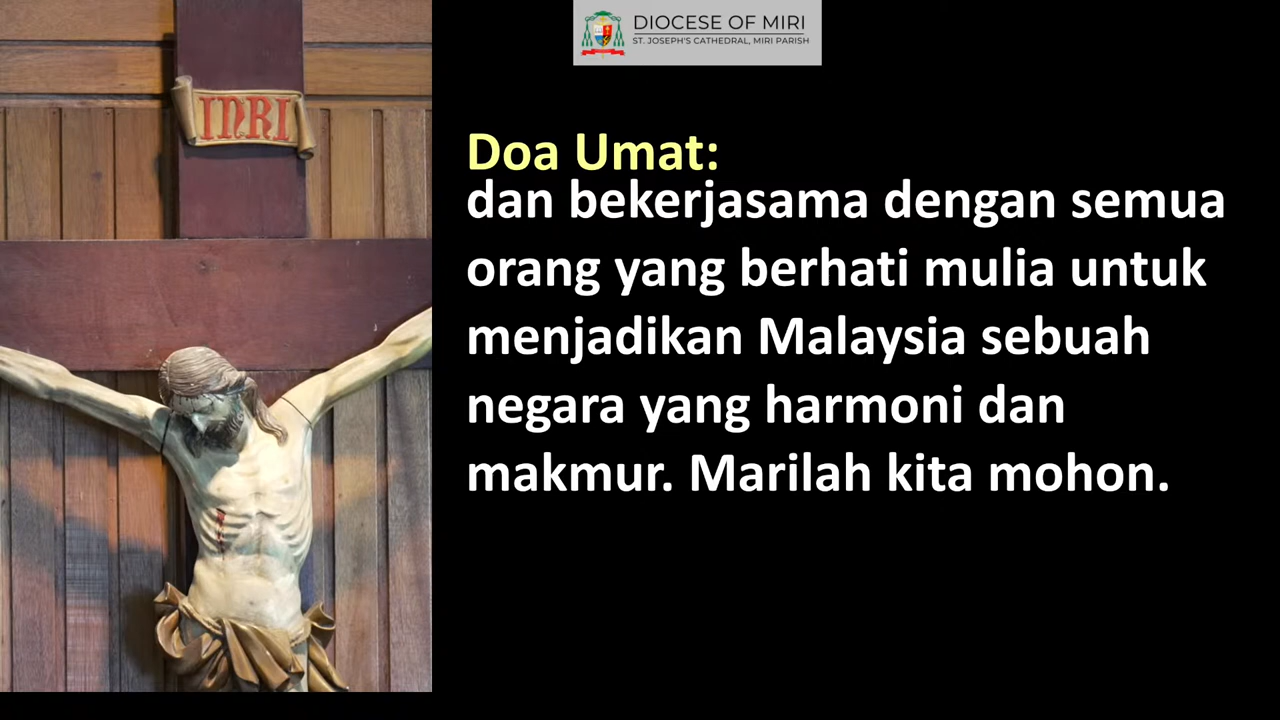 DIOCESE OF MIRI
ST. JOSEPH'S CATHEDRAL, MIRI PARISH
INRI
Doa Umat:
dan bekerjasama dengan semua
orang yang berhati mulia untuk
menjadikan Malaysia sebuah
negara yang harmoni dan
makmur. Marilah kita mohon.